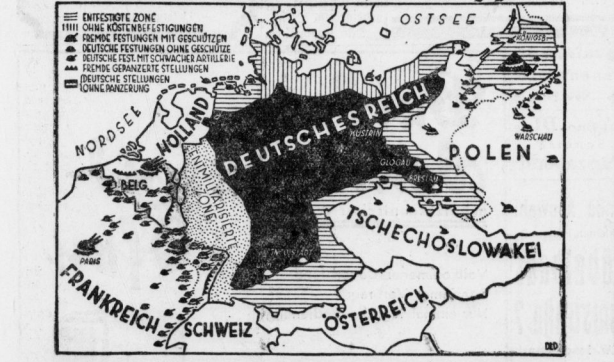 ENTFESTIGTE ZONE
OHNE KÜSTENBEFESTIGUNGEN
FREMDE FESTUNGEN MIT GESCHÜTZEN
DEUTSCHE FESTUNGEN OHNE GESCHÜTZE
DEUTSCHE FEST. MIT SCHWACHER ARTILLERIE
FREMDE GEPANZERTE STELLUNGEN
DEUTSCHE STELLUNGEN
OHNE PANZERUNG
OSTSEE
KÖNIGSB.
NORDSEE
HOLLAND
DEUTSCHES REICH
KÜSTRIN
WARSCHAU
POLEN
GLOGAU
BRESLAU
BELG.
ENTMILITARISIERTE
ZONE
TSCHECHOSLOWAKEI
PARIS
FRANKREICH
SCHWEIZ
ÖSTERREICH